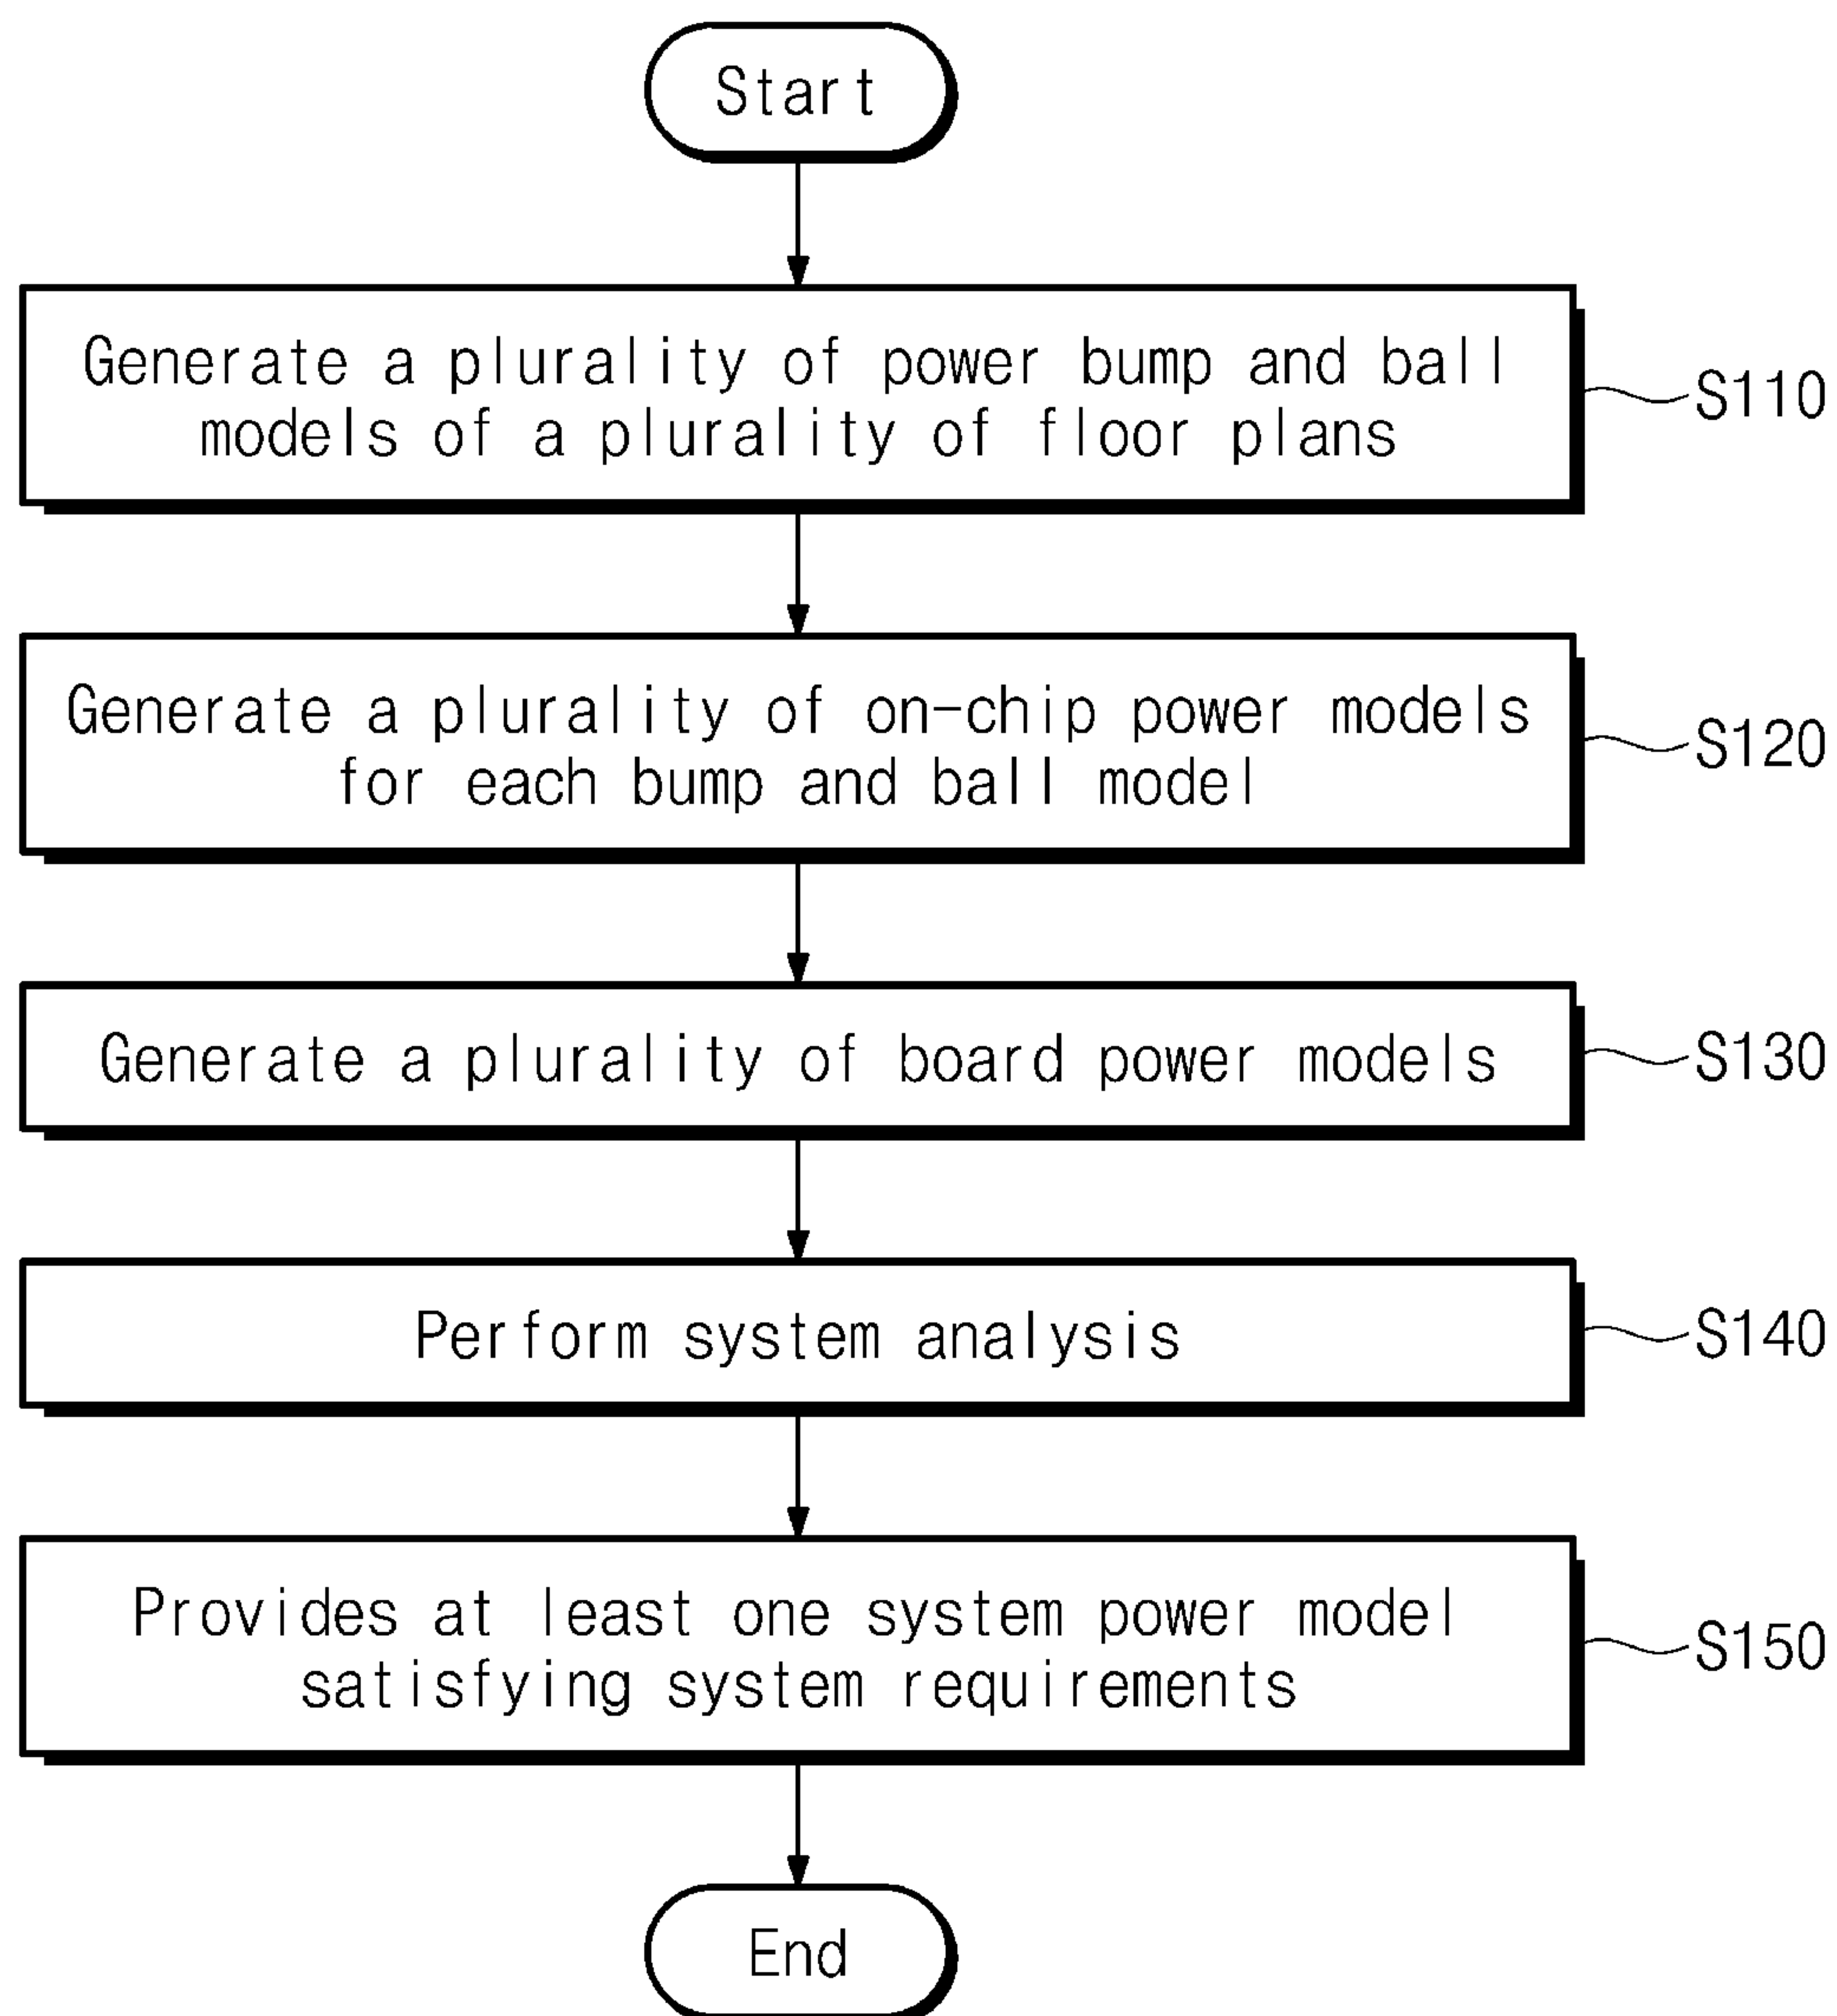 Start
Generate a plurality of power bump and ball
models of a plurality of floor plans
S110
Generate a plurality of on-chip power models
for each bump and ball model
S120
Generate a plurality of board power models
S130
Perform system analysis
S140
Provides at least one system power model
satisfying system requirements
S150
End